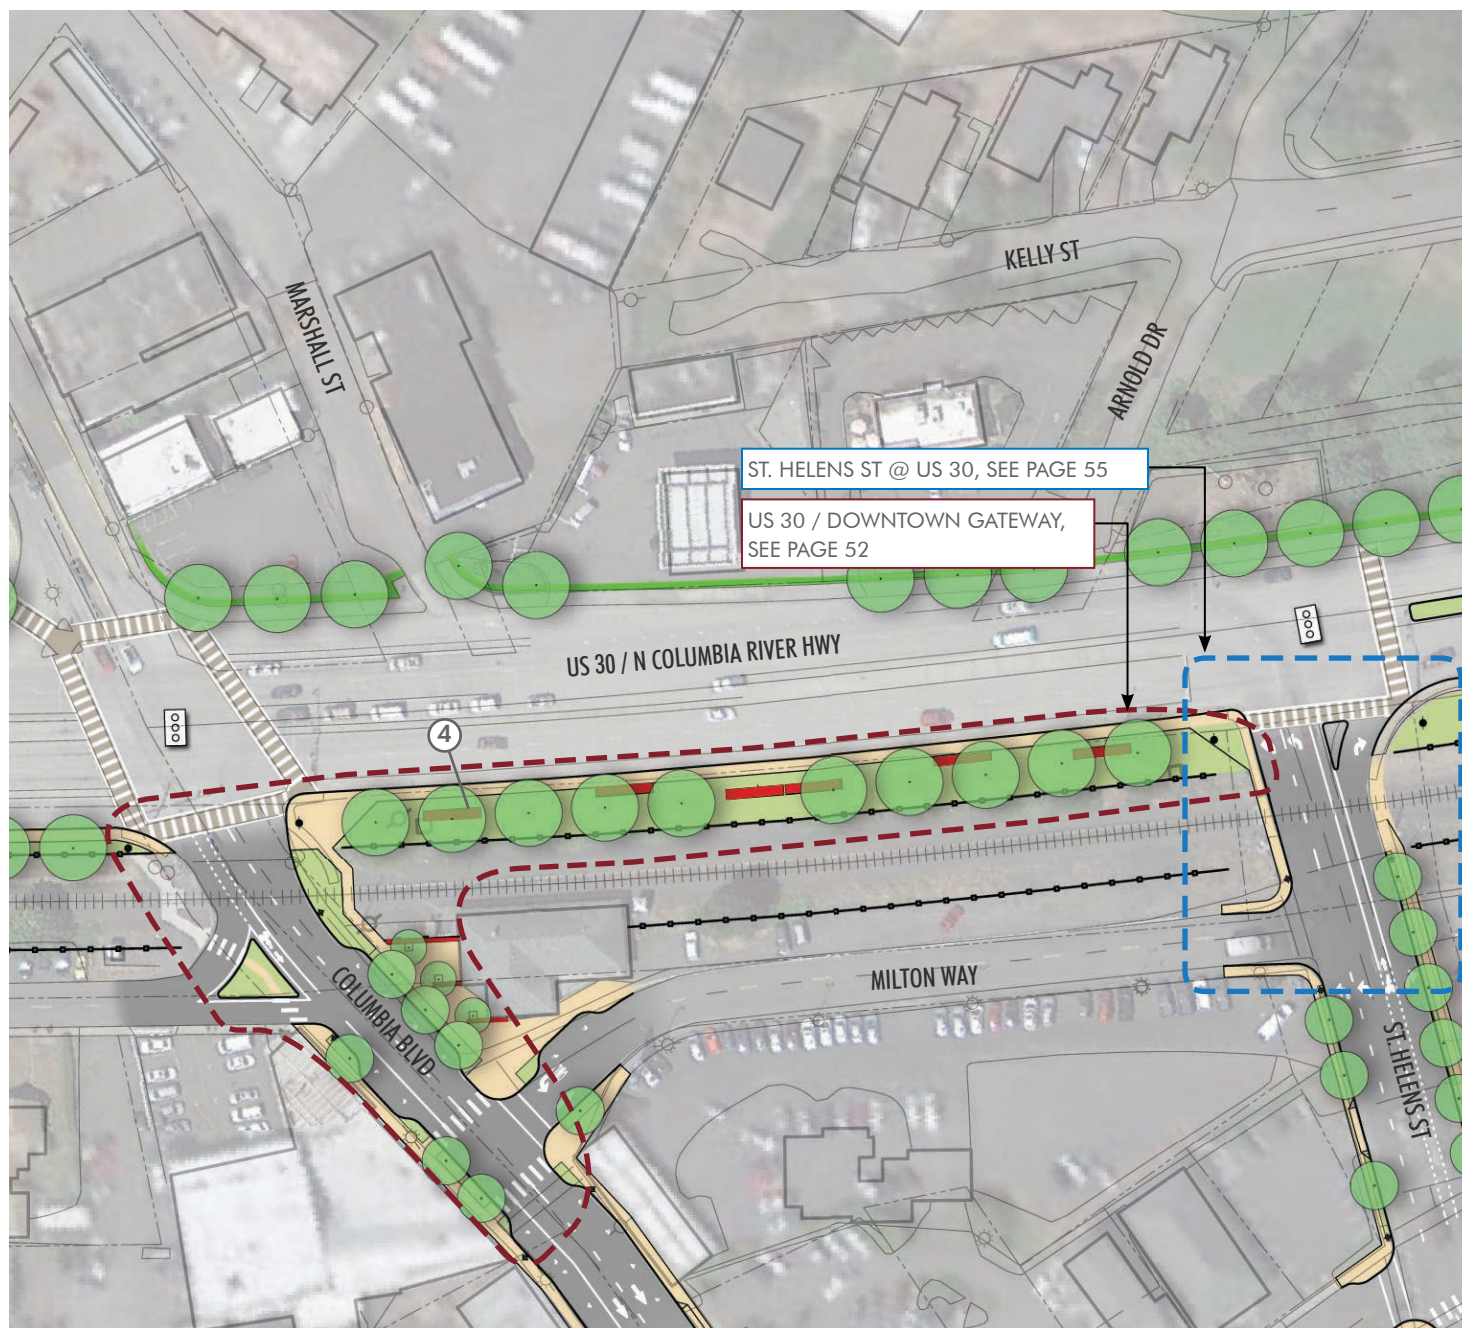 KELLY ST
MARSHALL ST
ARNOLD DR
ST. HELENS ST @ US 30, SEE PAGE 55
US 30 / DOWNTOWN GATEWAY,
SEE PAGE 52
US 30 / N COLUMBIA RIVER HWY
4
MILTON WAY
COLUMBIA BLVD
ST. HELENS ST